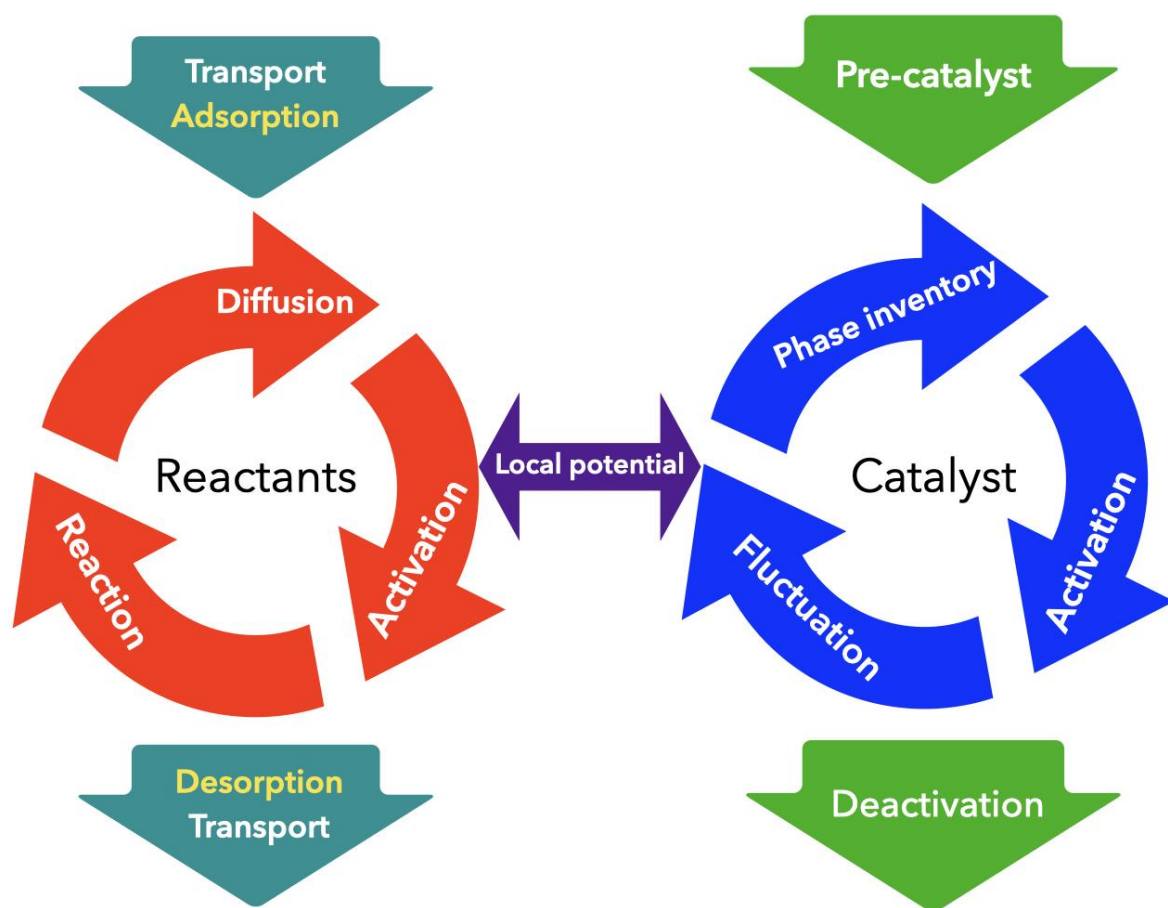 Transport
Adsorption
Pre-catalyst
Diffusion
Activation
Reaction
Reactants
Local potential
Phase inventory
Activation
Fluctuation
Catalyst
Desorption
Transport
Deactivation